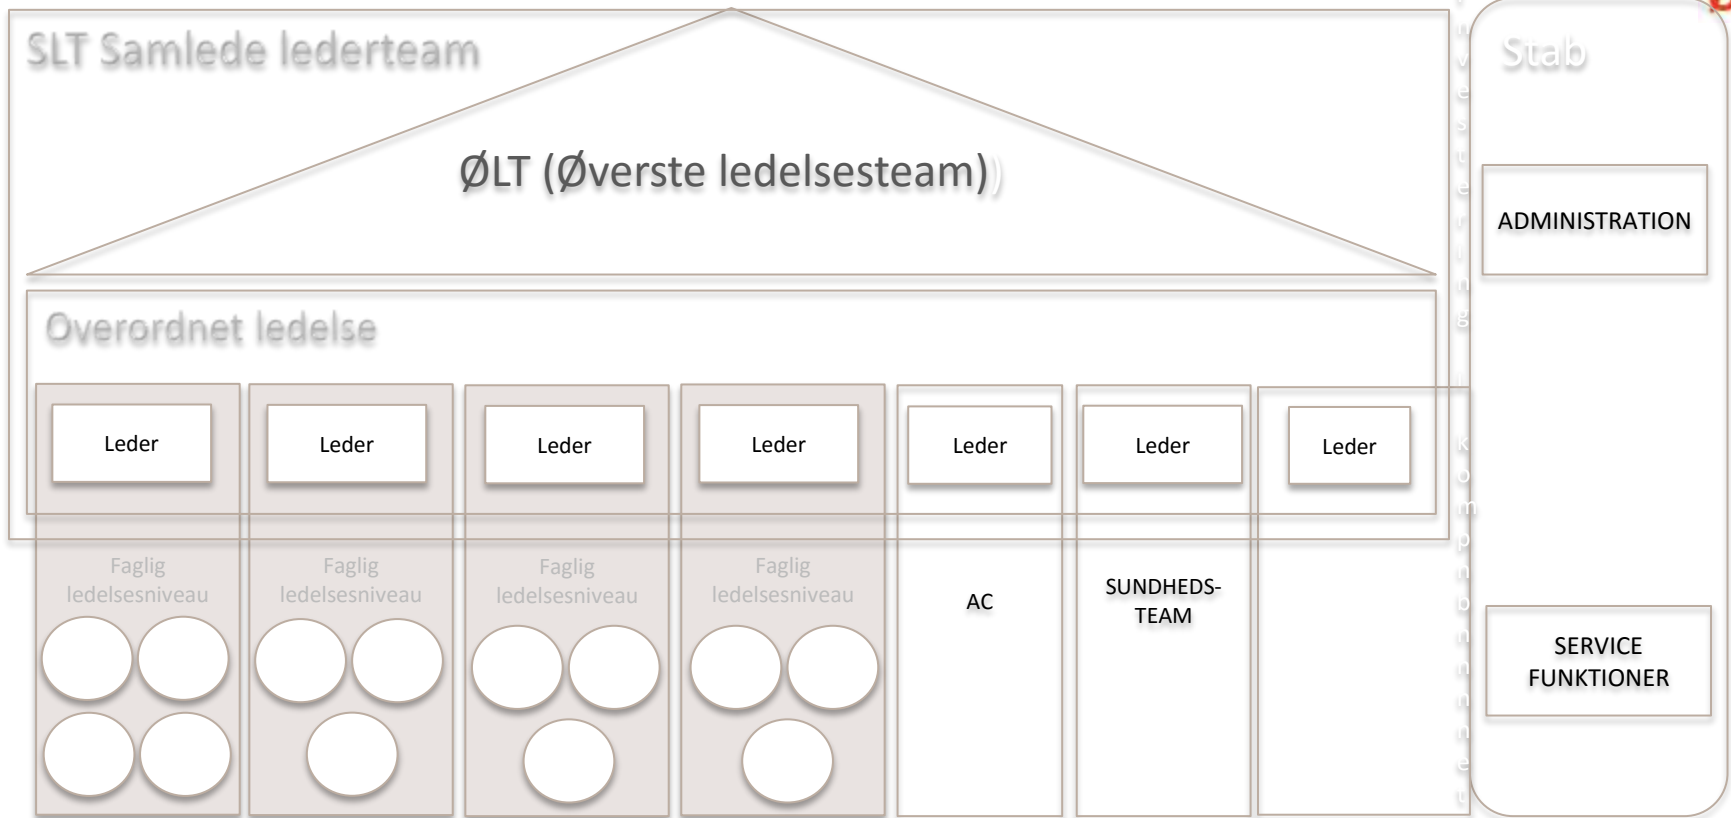 SLT Samlede lederteam
Stab
ØLT (Øverste ledelsesteam))
ADMINISTRATION
Overordnet ledelse
Leder
Leder
Leder
Leder
Leder
Leder
Leder
Faglig
ledelsesniveau
Faglig
ledelsesniveau
Faglig
ledelsesniveau
Faglig
ledelsesniveau
AC
SUNDHEDS-
TEAM
SERVICE
FUNKTIONER